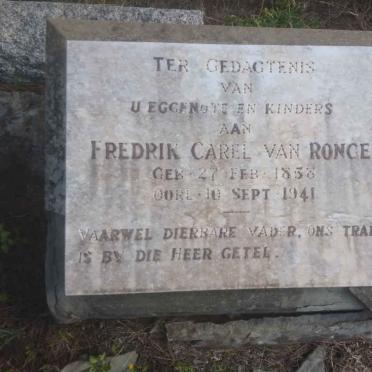 TER GEDAGTENIS
VAN
U EGGENOTE EN KINDERS
AAN
FREDRIK CAREL VAN RONGE
GEB · 27 FEB · 1858
OORL · 10 SEPT · 1941
VAARWEL DIERBARE VADER, ONS TRA
IS BY DIE HEER GETEL.